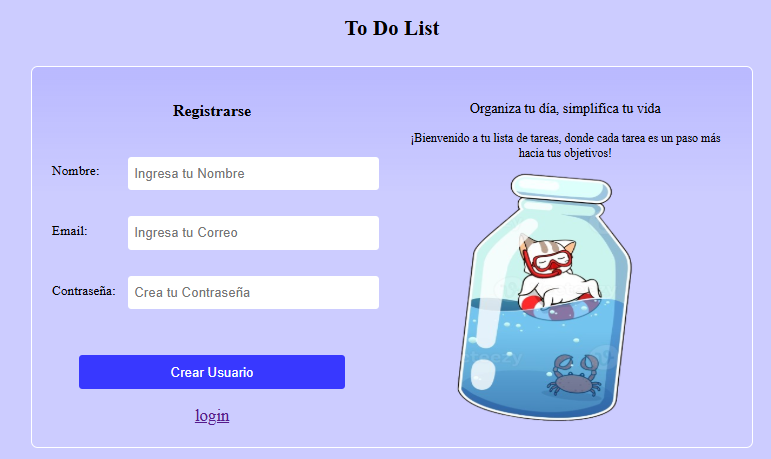 To Do List
Registrarse
Nombre:
Ingresa tu Nombre
Email:
Ingresa tu Correo
Contraseña:
Crea tu Contraseña
Crear Usuario
login
Organiza tu día, simplifica tu vida
¡Bienvenido a tu lista de tareas, donde cada tarea es un paso más
hacia tus objetivos!